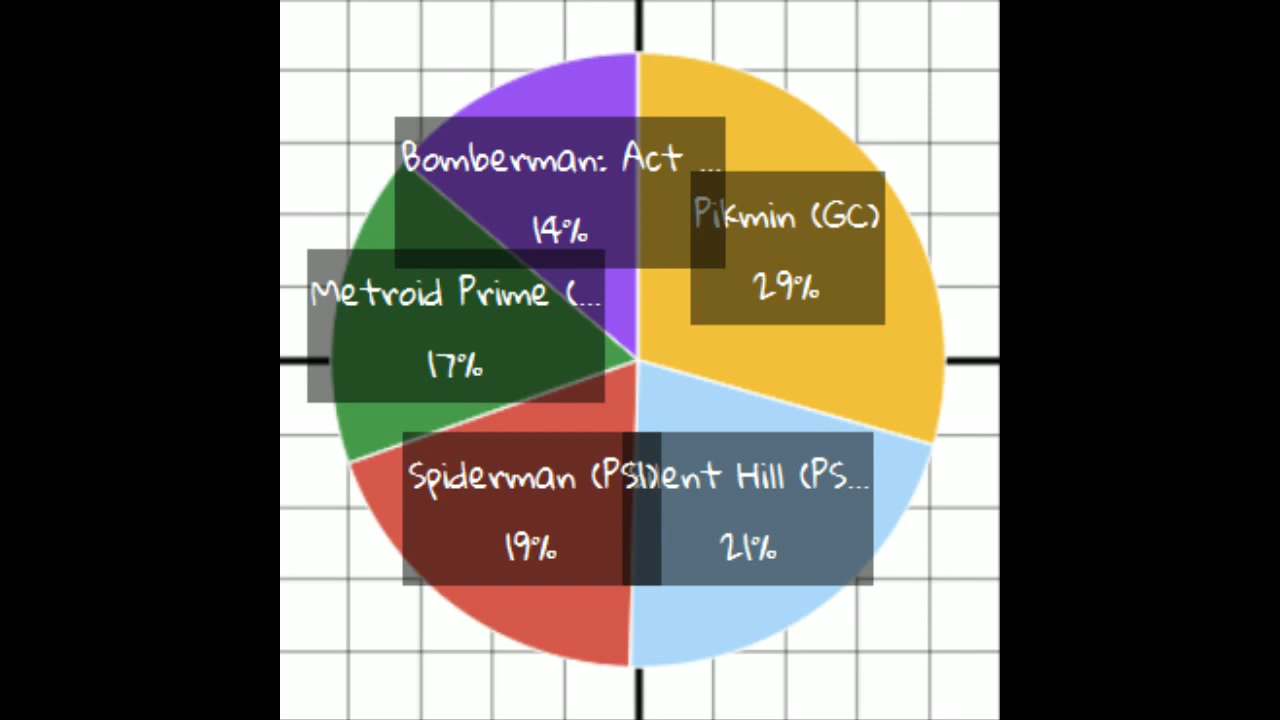 Bomberman: Act ...
14%
Pikmin (GC)
29%
Metroid Prime (...
17%
Spiderman (PS1)
19%
ent Hill (PS...
21%